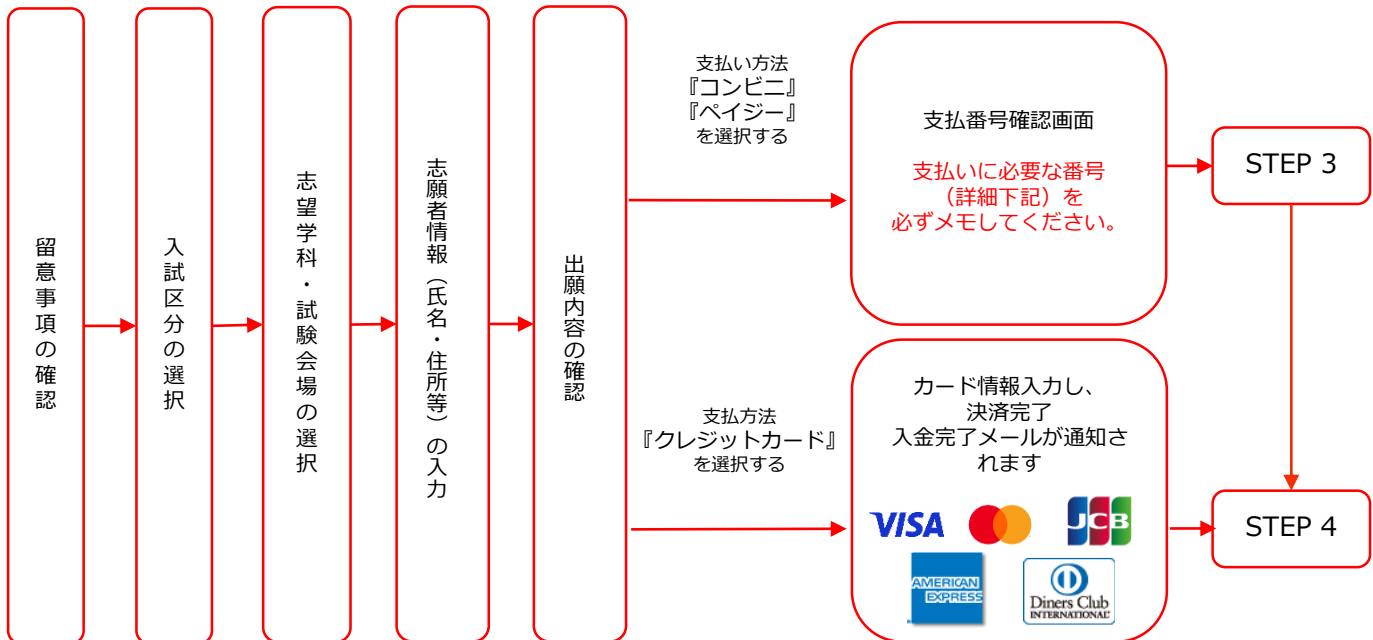 留意事項の確認
入試区分の選択
志望学科・試験会場の選択
志願者情報（氏名・住所等）の入力
出願内容の確認
支払い方法
『コンビニ』
『ペイジー』
を選択する
支払番号確認画面
支払いに必要な番号
（詳細下記）を
必ずメモしてください。
STEP 3
支払方法
『クレジットカード』
を選択する
カード情報入力し、
決済完了
入金完了メールが通知さ
れます
VISA
JCB
AMERICAN
EXPRESS
Diners Club
INTERNATIONAL
STEP 4